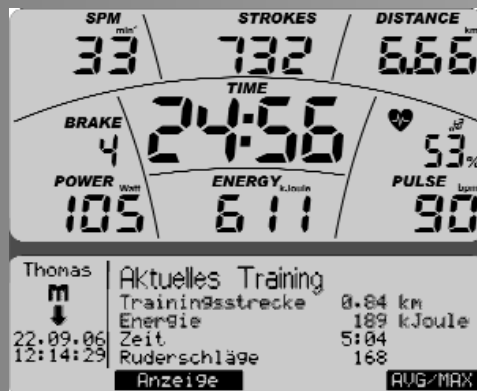 SPM STROKES DISTANCE
min⁻¹ km
33 732 6.66
TIME
24:56
BRAKE
4 53%
POWER Watt ENERGY kJoule PULSE bpm
105 611 90
Thomas Aktuelles Training
m Trainingsstrecke 0.84 km
Energie 189 kJoule
22.09.06 Zeit 5:04
12:14:29 Ruderschläge 168
Anzeige AVG/MAX